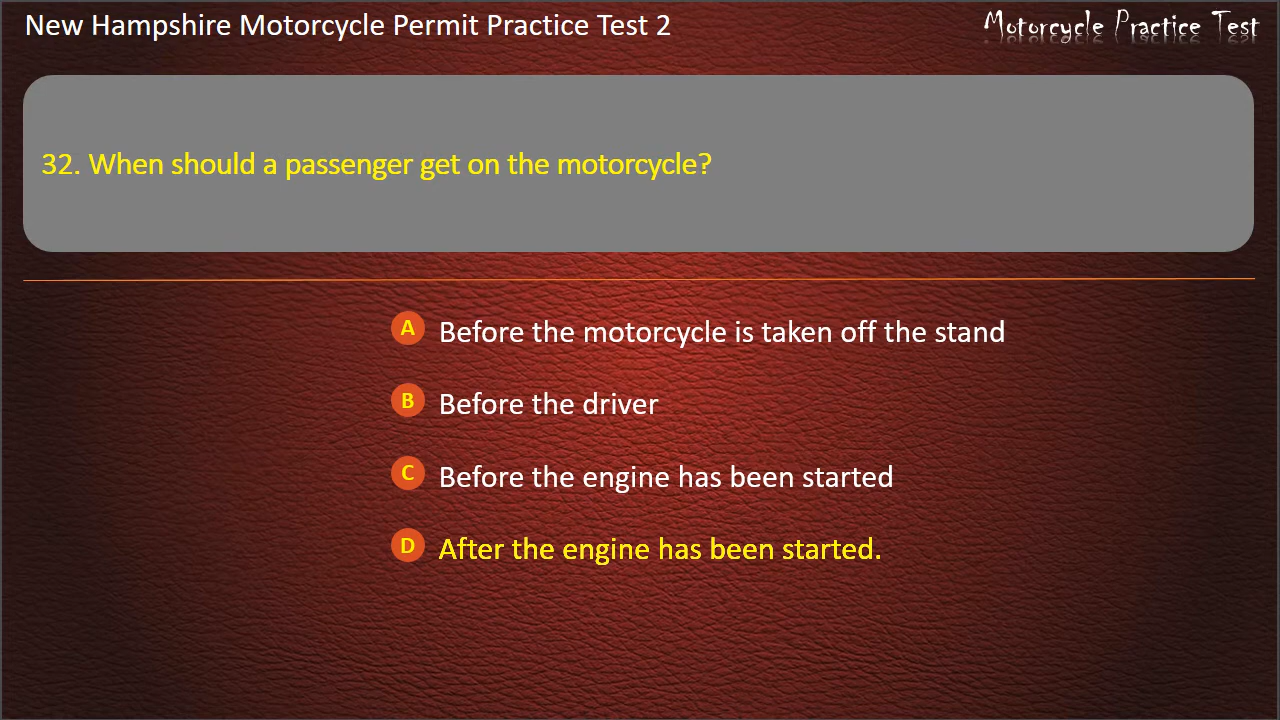 New Hampshire Motorcycle Permit Practice Test 2
Motorcycle Practice Test
32. When should a passenger get on the motorcycle?
A Before the motorcycle is taken off the stand
B Before the driver
C Before the engine has been started
D After the engine has been started.